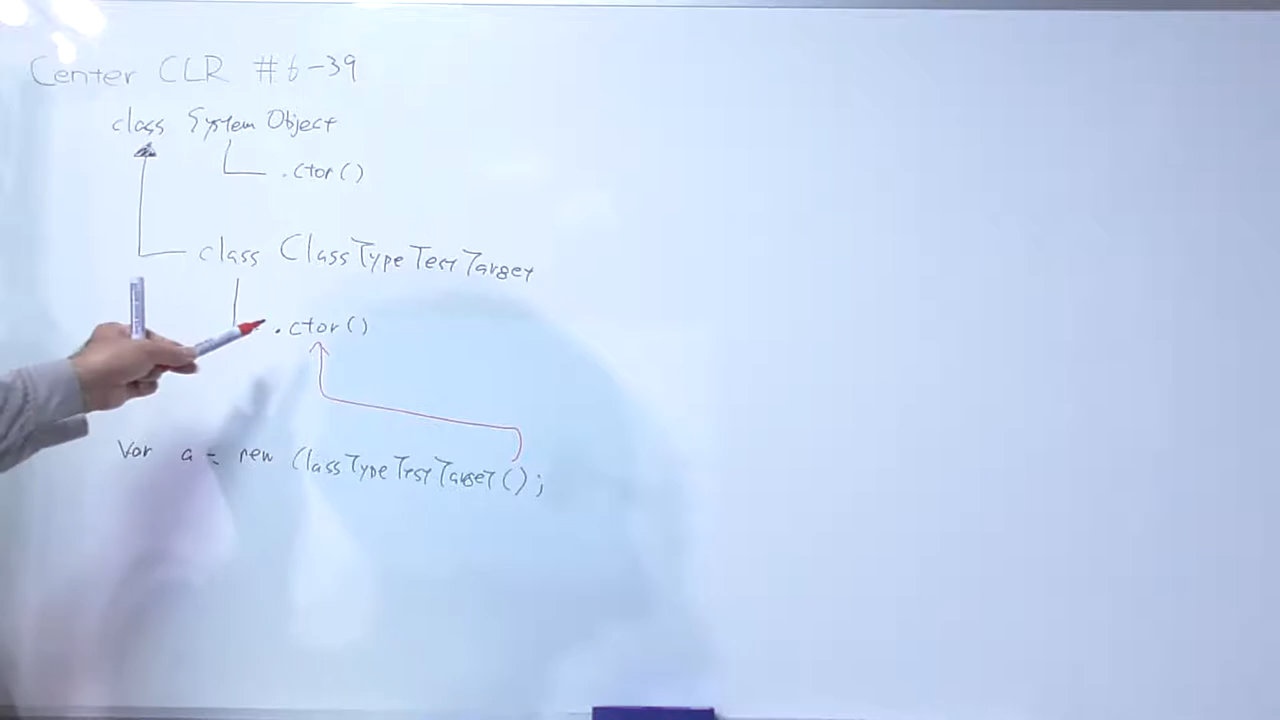 Center CLR #6-39
class System Object
.ctor()
class ClassTypeTestTarget
.ctor()
Var a = new ClassTypeTestTarget();